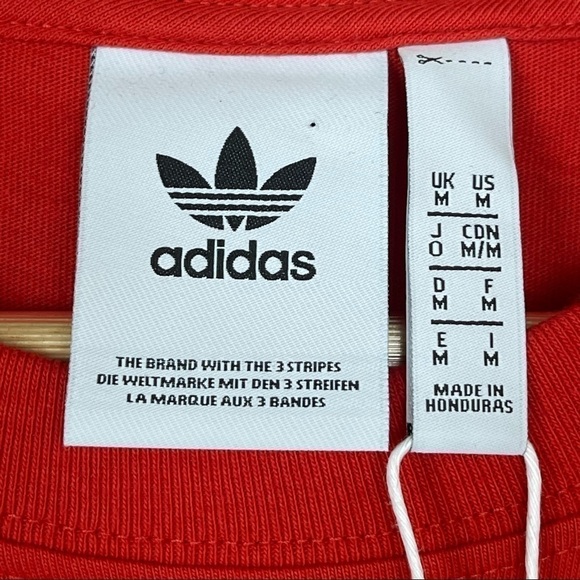 adidas
THE BRAND WITH THE 3 STRIPES
DIE WELTMARKE MIT DEN 3 STREIFEN
LA MARQUE AUX 3 BANDES
UK US
M M
J CDN
O M/M
D F
M M
E I
M M
MADE IN
HONDURAS